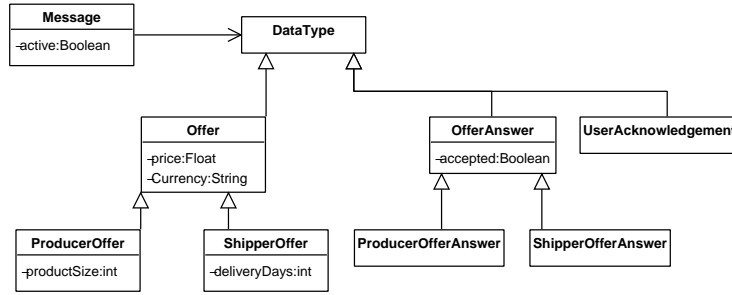 Message
-active:Boolean
DataType
Offer
-price:Float
-Currency:String
OfferAnswer
-accepted:Boolean
UserAcknowledgement
ProducerOffer
-productSize:int
ShipperOffer
-deliveryDays:int
ProducerOfferAnswer
ShipperOfferAnswer